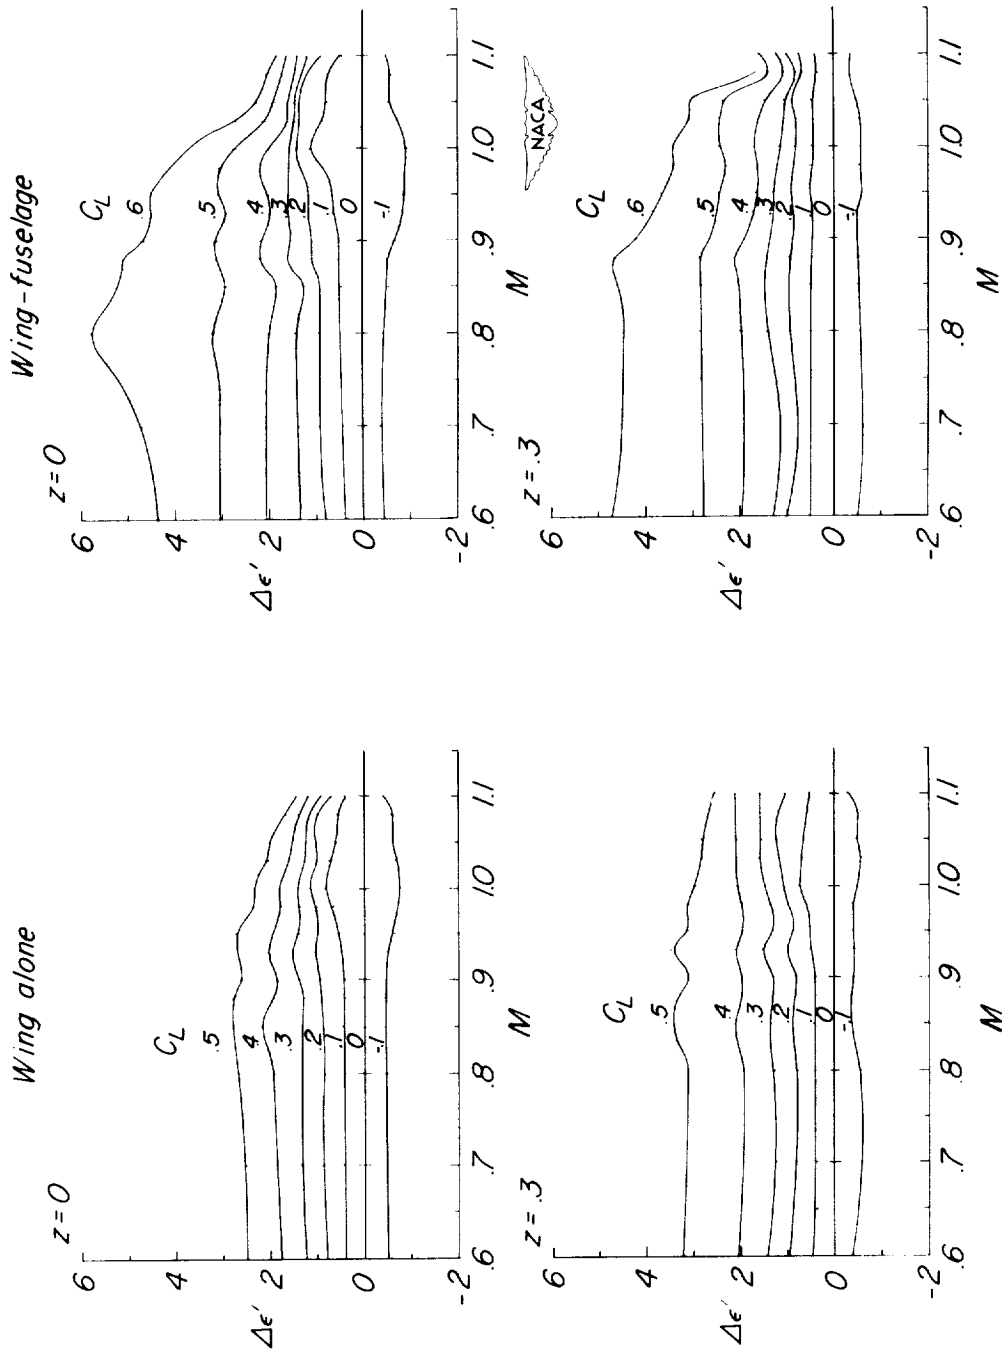 Wing alone
z=0
6
4
2
0
-2
Δϵ′
C_L
.5
.4
.3
.2
.1
0
-.1
.6 .7 .8 .9 1.0 1.1
M
z=.3
6
4
2
0
-2
Δϵ′
C_L
.5
.4
.3
.2
.1
0
-.1
.6 .7 .8 .9 1.0 1.1
M
Wing-fuselage
z=0
6
4
2
0
-2
Δϵ′
C_L
.6
.5
.4
.3
.2
.1
0
-.1
.6 .7 .8 .9 1.0 1.1
M
NACA
z=.3
6
4
2
0
-2
Δϵ′
C_L
.6
.5
.4
.3
.2
.1
0
-.1
.6 .7 .8 .9 1.0 1.1
M